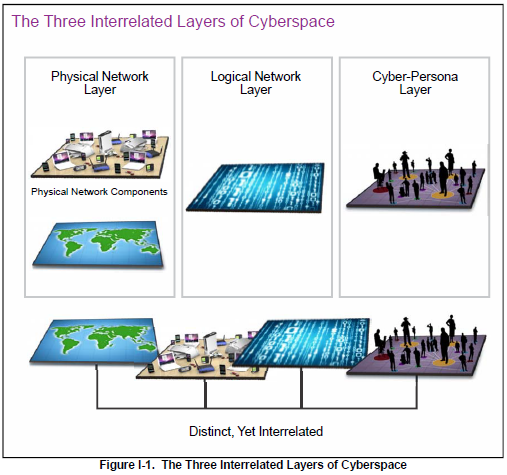 The Three Interrelated Layers of Cyberspace
Physical Network
Layer
Physical Network Components
Logical Network
Layer
Cyber-Persona
Layer
Distinct, Yet Interrelated
Figure I-1. The Three Interrelated Layers of Cyberspace